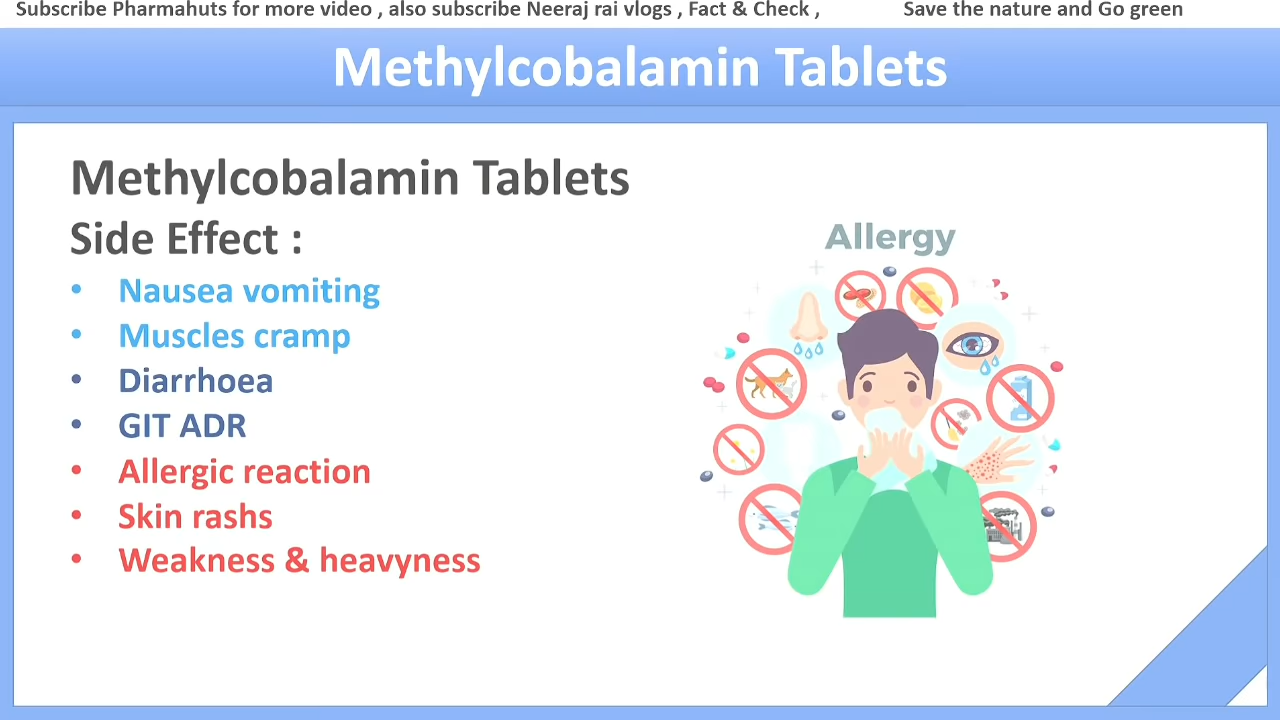 Subscribe Pharmahuts for more video , also subscribe Neeraj rai vlogs , Fact & Check , Save the nature and Go green
Methylcobalamin Tablets
Methylcobalamin Tablets
Side Effect :
• Nausea vomiting
• Muscles cramp
• Diarrhoea
• GIT ADR
• Allergic reaction
• Skin rashs
• Weakness & heavyness
Allergy